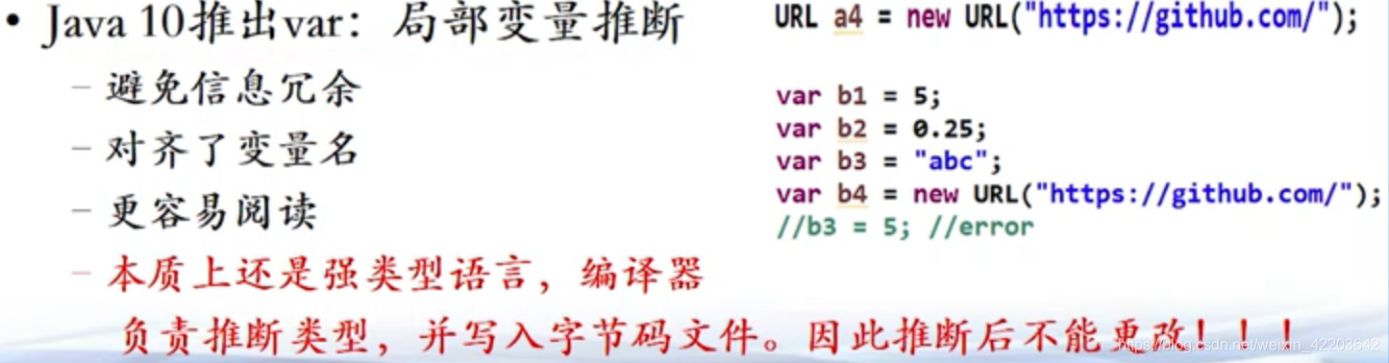 • Java 10推出var：局部变量推断
– 避免信息冗余
– 对齐了变量名
– 更容易阅读
– 本质上还是强类型语言，编译器
负责推断类型，并写入字节码文件。因此推断后不能更改！！！
URL a4 = new URL("https://github.com/");
var b1 = 5;
var b2 = 0.25;
var b3 = "abc";
var b4 = new URL("https://github.com/");
//b3 = 5; //error
https://blog.csdn.net/weixin_42203642